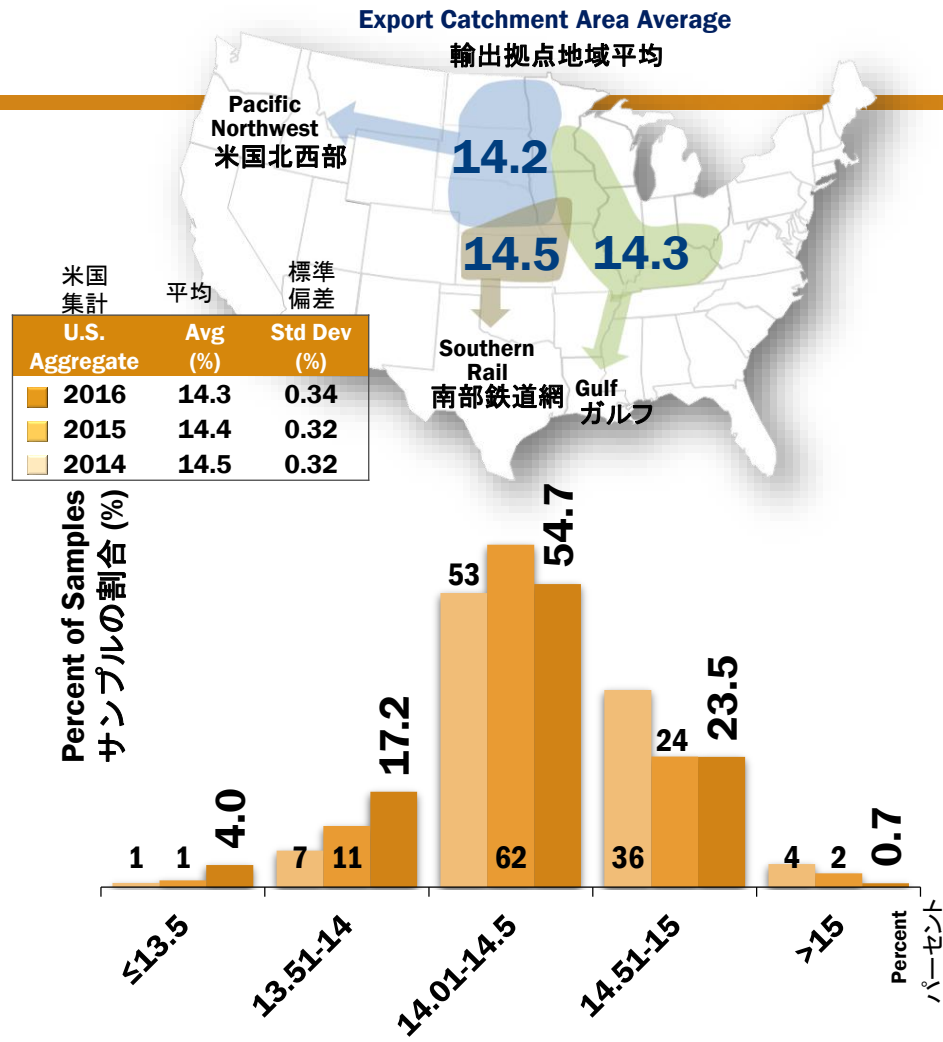 Export Catchment Area Average
輸出拠点地域平均
Pacific
Northwest
米国北西部
14.2
14.5
14.3
Southern
Rail
南部鉄道網
Gulf
ガルフ
米国
集計
平均
標準
偏差
U.S.
Aggregate
Avg
(%)
Std Dev
(%)
2016 14.3 0.34
2015 14.4 0.32
2014 14.5 0.32
Percent of Samples
サンプルの割合 (%)
1 1 4.0
7 11 17.2
53 62 54.7
36 24 23.5
4 2 0.7
≤13.5
13.51-14
14.01-14.5
14.51-15
>15
Percent
パーセント